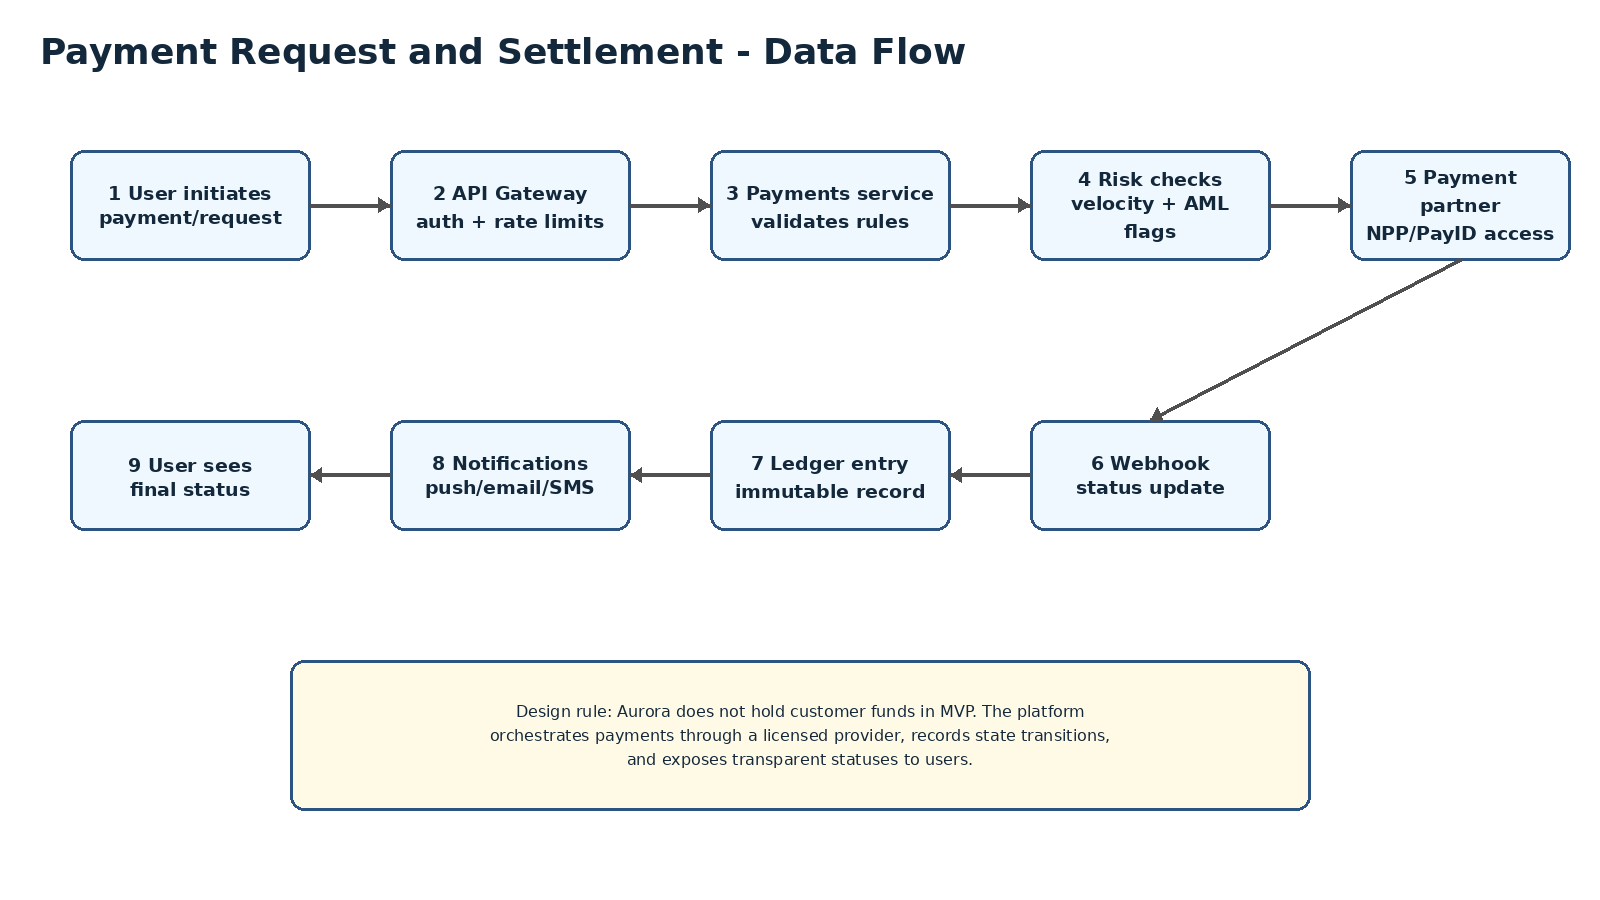 Payment Request and Settlement - Data Flow
1 User initiates
payment/request
2 API Gateway
auth + rate limits
3 Payments service
validates rules
4 Risk checks
velocity + AML
flags
5 Payment
partner
NPP/PayID access
6 Webhook
status update
7 Ledger entry
immutable record
8 Notifications
push/email/SMS
9 User sees
final status
Design rule: Aurora does not hold customer funds in MVP. The platform
orchestrates payments through a licensed provider, records state transitions,
and exposes transparent statuses to users.